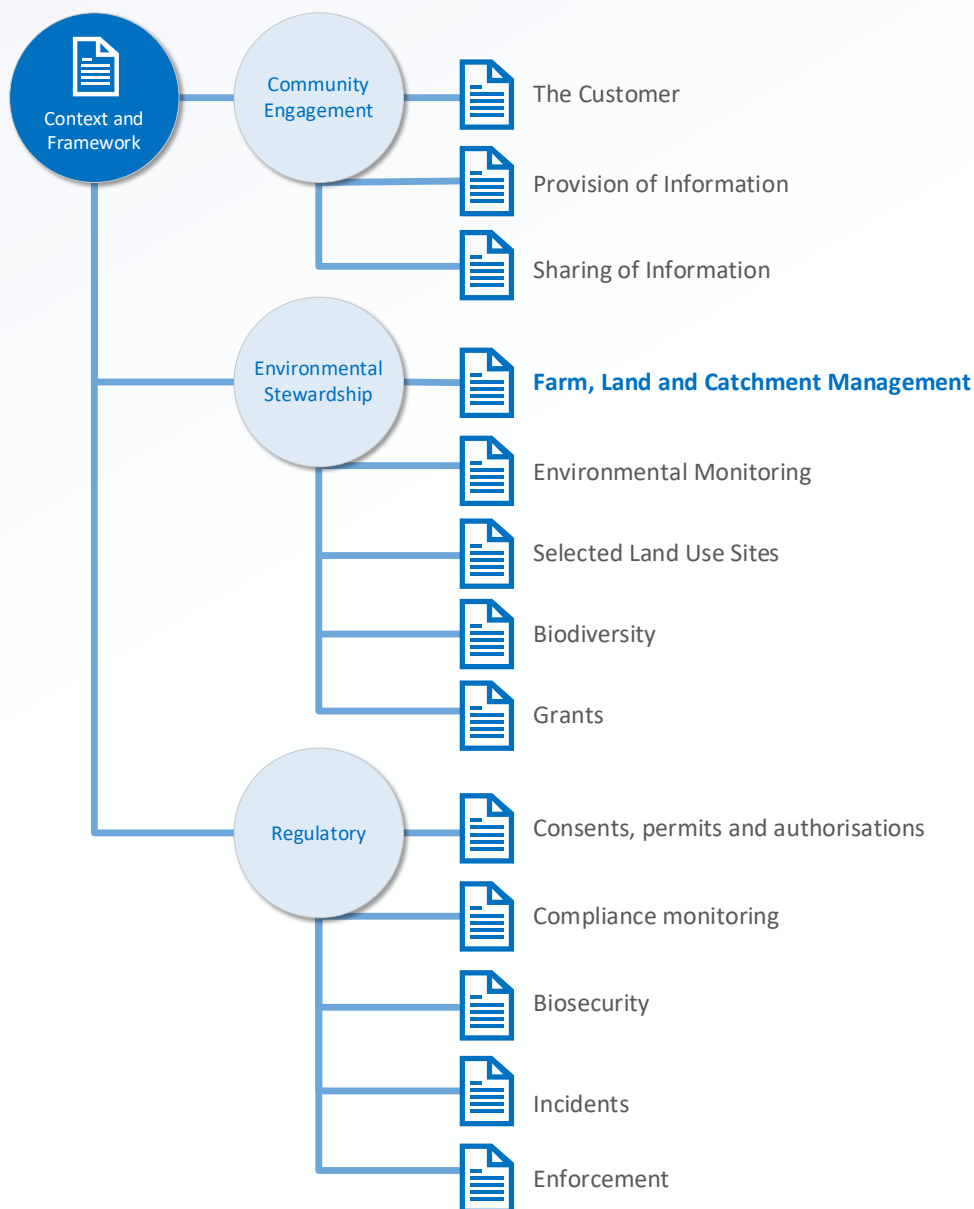 Context and
Framework
Community
Engagement
The Customer
Provision of Information
Sharing of Information
Environmental
Stewardship
Farm, Land and Catchment Management
Environmental Monitoring
Selected Land Use Sites
Biodiversity
Grants
Regulatory
Consents, permits and authorisations
Compliance monitoring
Biosecurity
Incidents
Enforcement